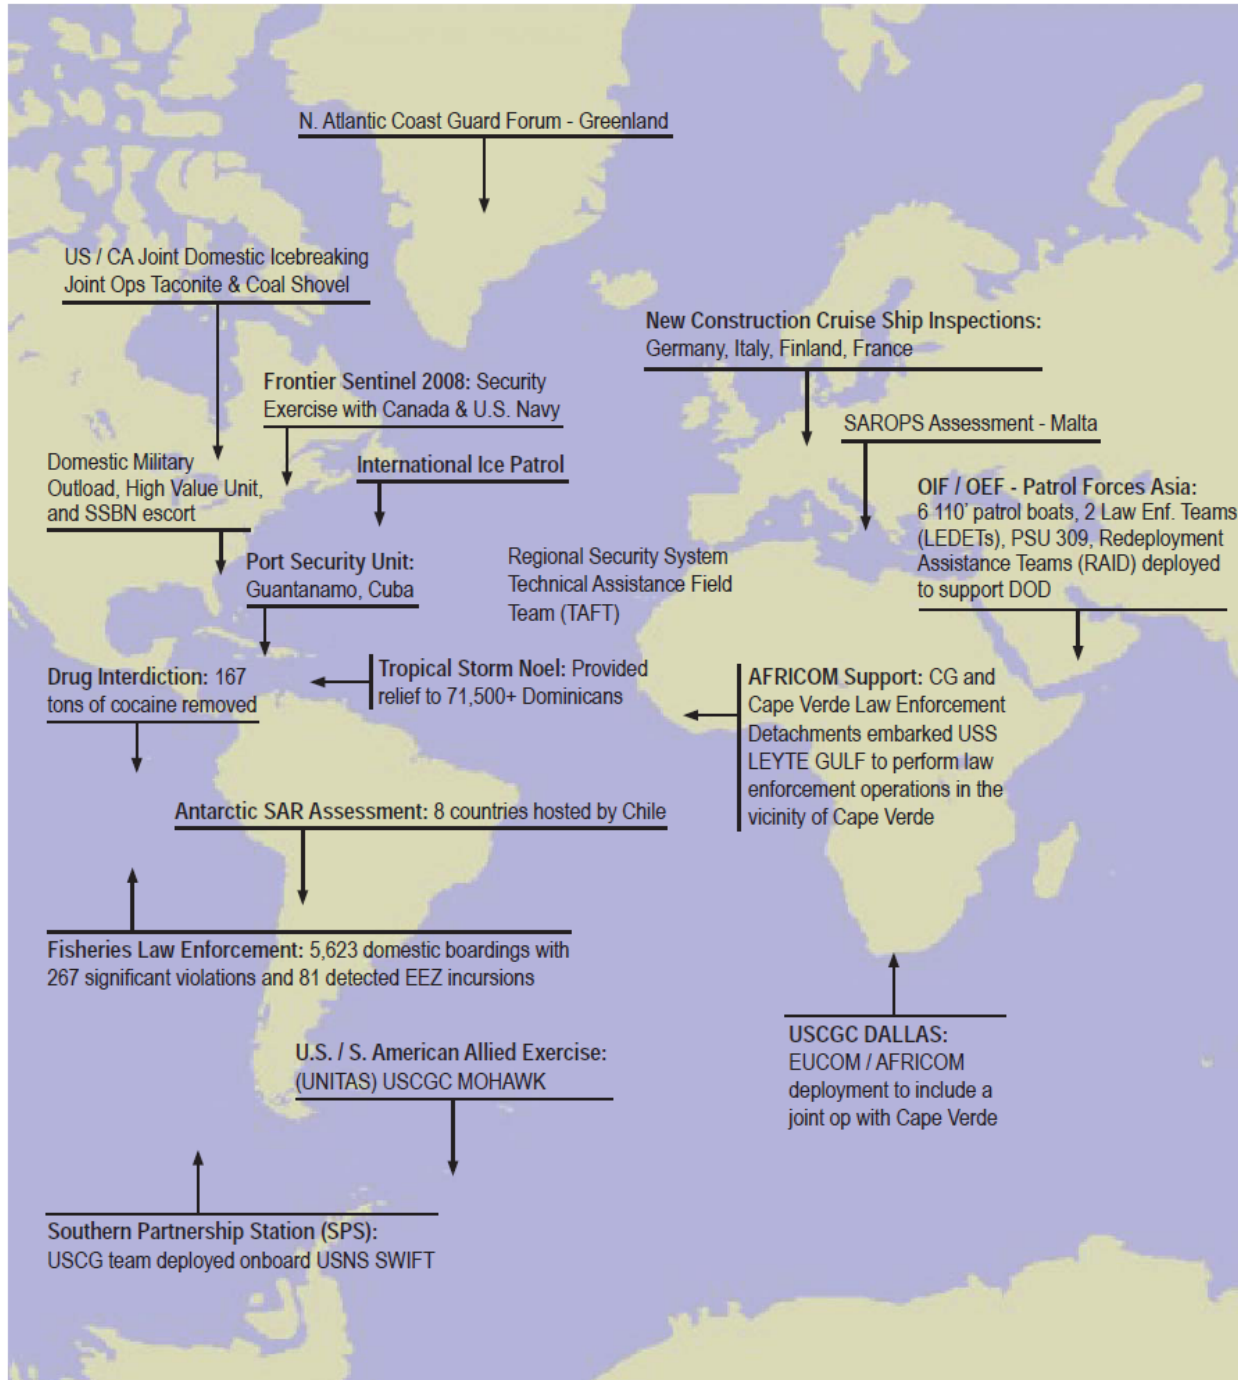 N. Atlantic Coast Guard Forum - Greenland
US / CA Joint Domestic Icebreaking
Joint Ops Taconite & Coal Shovel
New Construction Cruise Ship Inspections:
Germany, Italy, Finland, France
Frontier Sentinel 2008: Security
Exercise with Canada & U.S. Navy
SAROPS Assessment - Malta
Domestic Military
Outload, High Value Unit,
and SSBN escort
International Ice Patrol
OIF / OEF - Patrol Forces Asia:
6 110’ patrol boats, 2 Law Enf. Teams
(LEDETs), PSU 309, Redeployment
Assistance Teams (RAID) deployed
to support DOD
Port Security Unit:
Guantanamo, Cuba
Regional Security System
Technical Assistance Field
Team (TAFT)
Drug Interdiction: 167
tons of cocaine removed
Tropical Storm Noel: Provided
relief to 71,500+ Dominicans
AFRICOM Support: CG and
Cape Verde Law Enforcement
Detachments embarked USS
LEYTE GULF to perform law
enforcement operations in the
vicinity of Cape Verde
Antarctic SAR Assessment: 8 countries hosted by Chile
Fisheries Law Enforcement: 5,623 domestic boardings with
267 significant violations and 81 detected EEZ incursions
USCGC DALLAS:
EUCOM / AFRICOM
deployment to include a
joint op with Cape Verde
U.S. / S. American Allied Exercise:
(UNITAS) USCGC MOHAWK
Southern Partnership Station (SPS):
USCG team deployed onboard USNS SWIFT